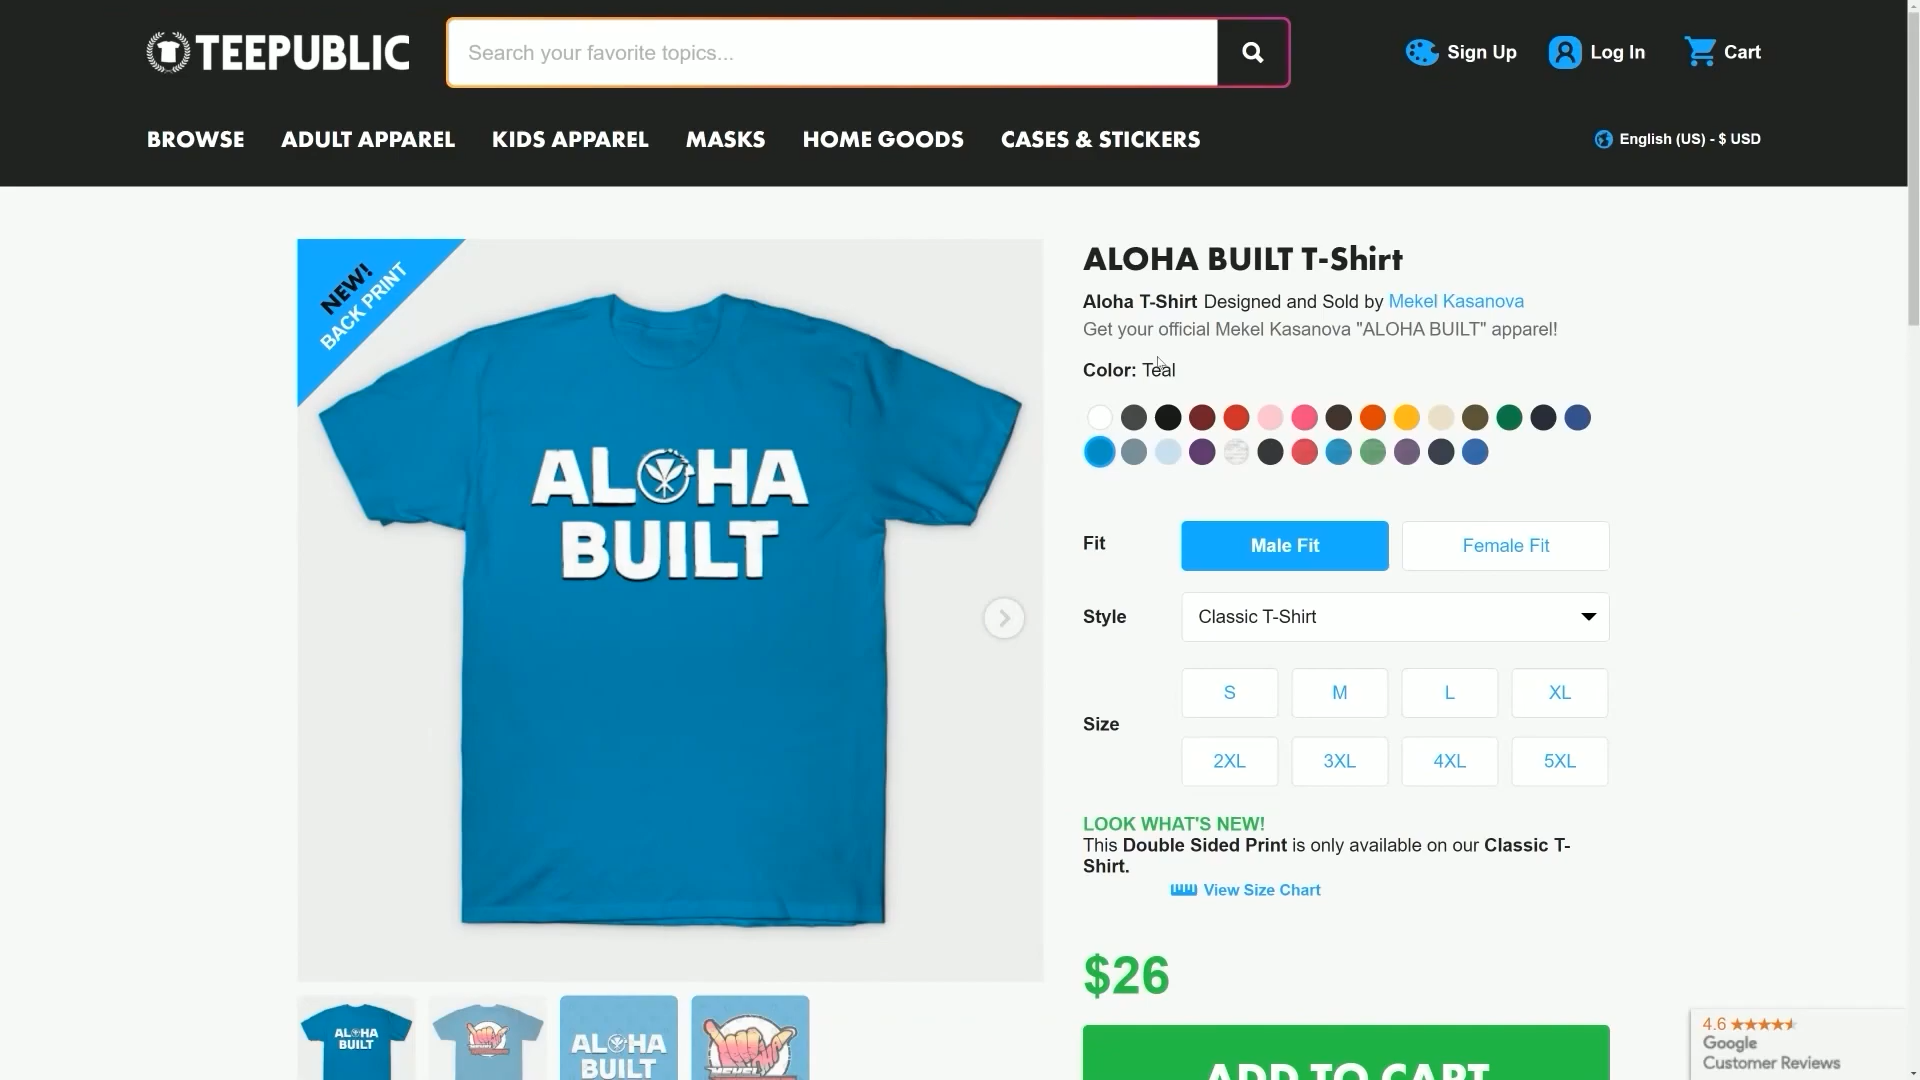 TEEPUBLIC
Search your favorite topics...
Sign Up
Log In
Cart
BROWSE
ADULT APPAREL
KIDS APPAREL
MASKS
HOME GOODS
CASES & STICKERS
English (US) - $ USD
NEW!
BACK PRINT
ALOHA
BUILT
ALOHA BUILT T-Shirt
Aloha T-Shirt Designed and Sold by Mekel Kasanova
Get your official Mekel Kasanova "ALOHA BUILT" apparel!
Color: Teal
Fit
Male Fit
Female Fit
Style
Classic T-Shirt
Size
S
M
L
XL
2XL
3XL
4XL
5XL
LOOK WHAT'S NEW!
This Double Sided Print is only available on our Classic T-
Shirt.
View Size Chart
$26
ADD TO CART
ALOHA
BUILT
ALOHA
BUILT
MEKEL
4.6
Google
Customer Reviews